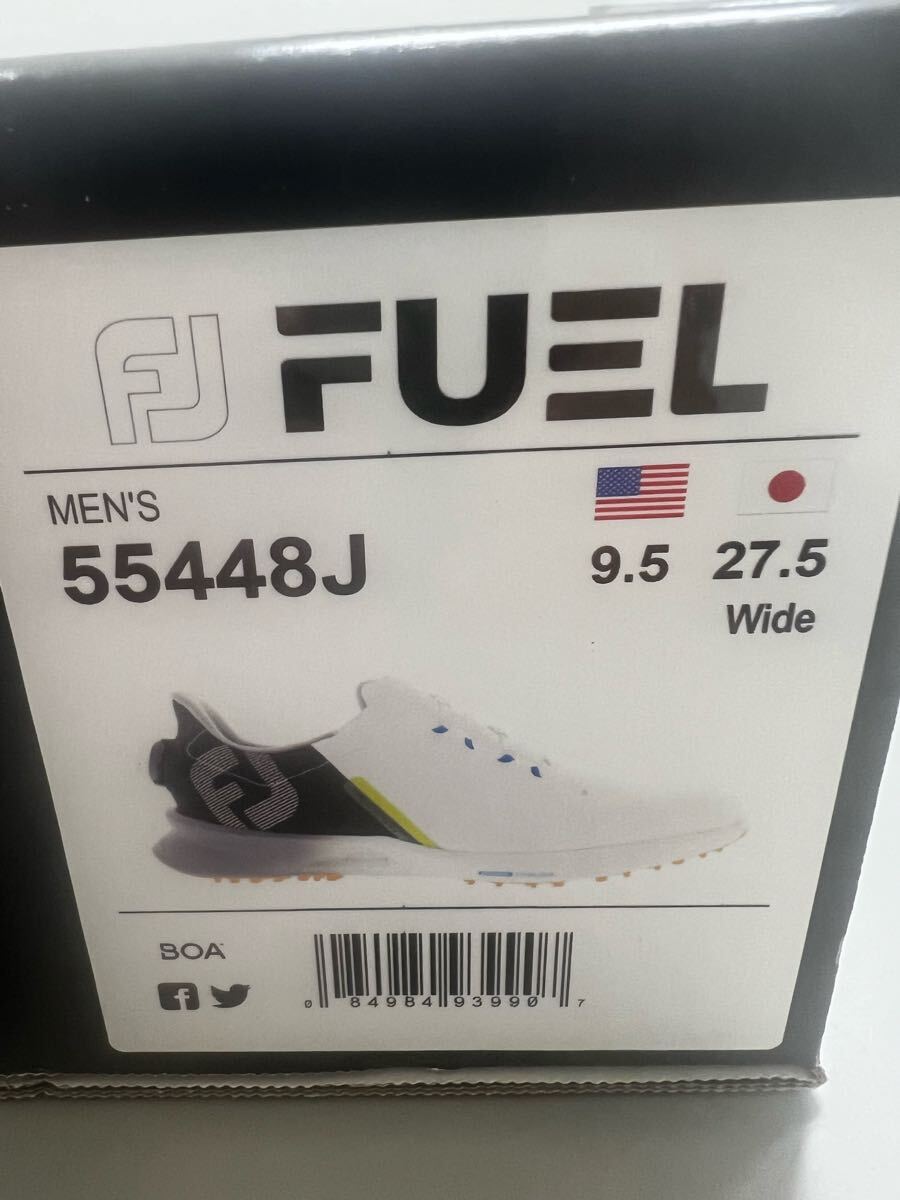 FJ FUEL
MEN'S
55448J
9.5 27.5
Wide
FJ
BOA
f
0 84984 93990 7